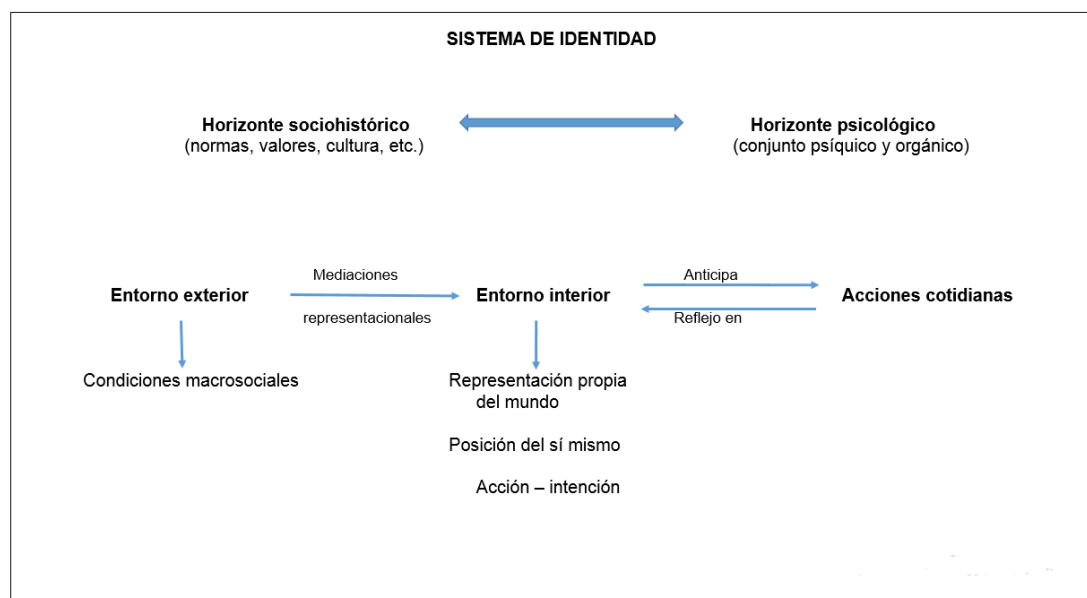 SISTEMA DE IDENTIDAD
Horizonte sociohistórico
(normas, valores, cultura, etc.)
Horizonte psicológico
(conjunto psíquico y orgánico)
Entorno exterior
Mediaciones
representacionales
Entorno interior
Anticipa
Reflejo en
Acciones cotidianas
Condiciones macrosociales
Representación propia
del mundo
Posición del sí mismo
Acción – intención